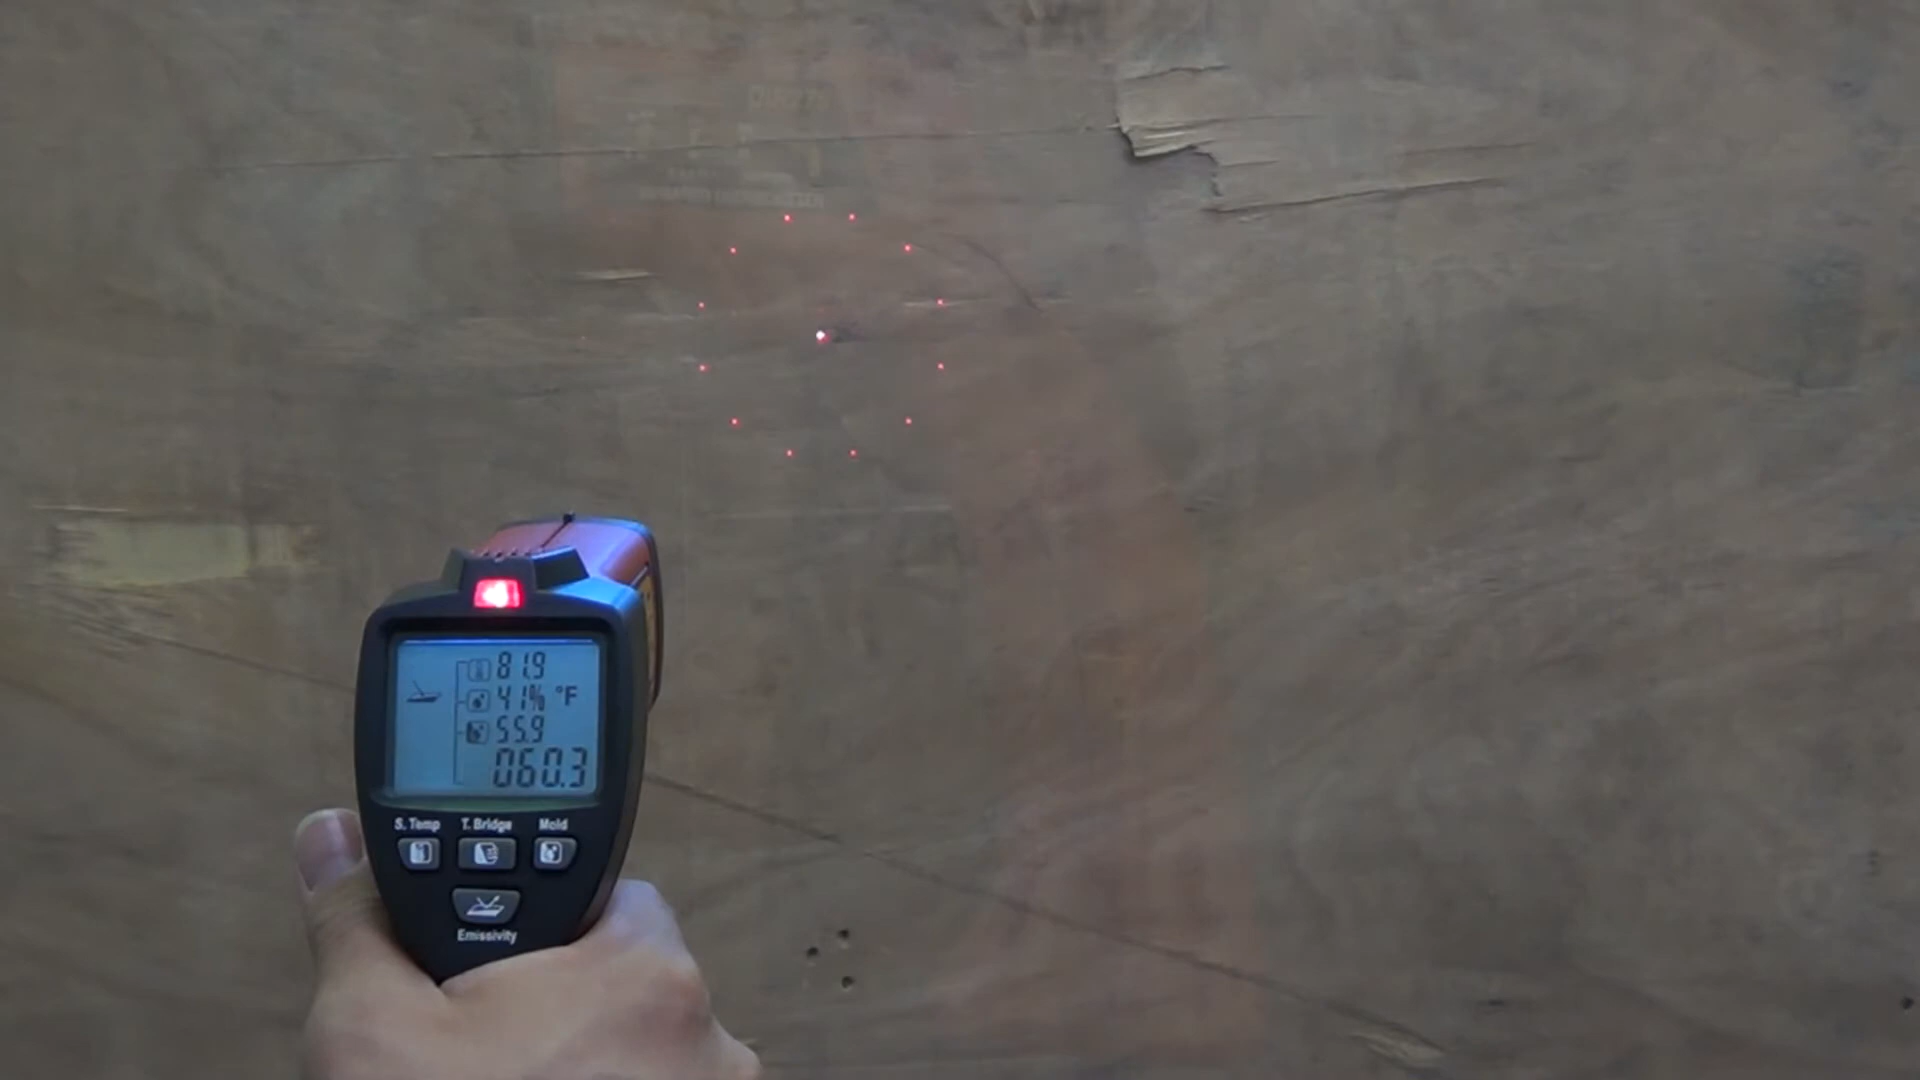 81.9
41% °F
55.9
060.3
S. Temp T. Bridge Mold
Emissivity